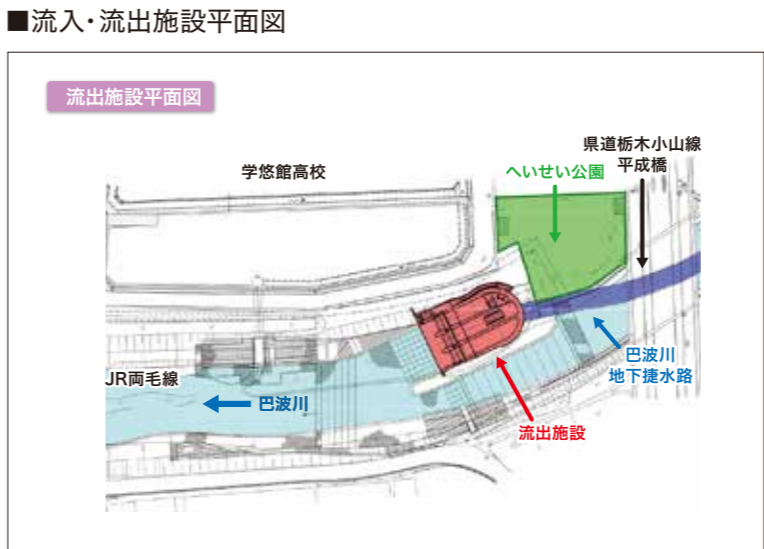 ■流入・流出施設平面図
流出施設平面図
県道栃木小山線
平成橋
学悠館高校
へいせい公園
JR両毛線
巴波川
巴波川
地下捷水路
流出施設